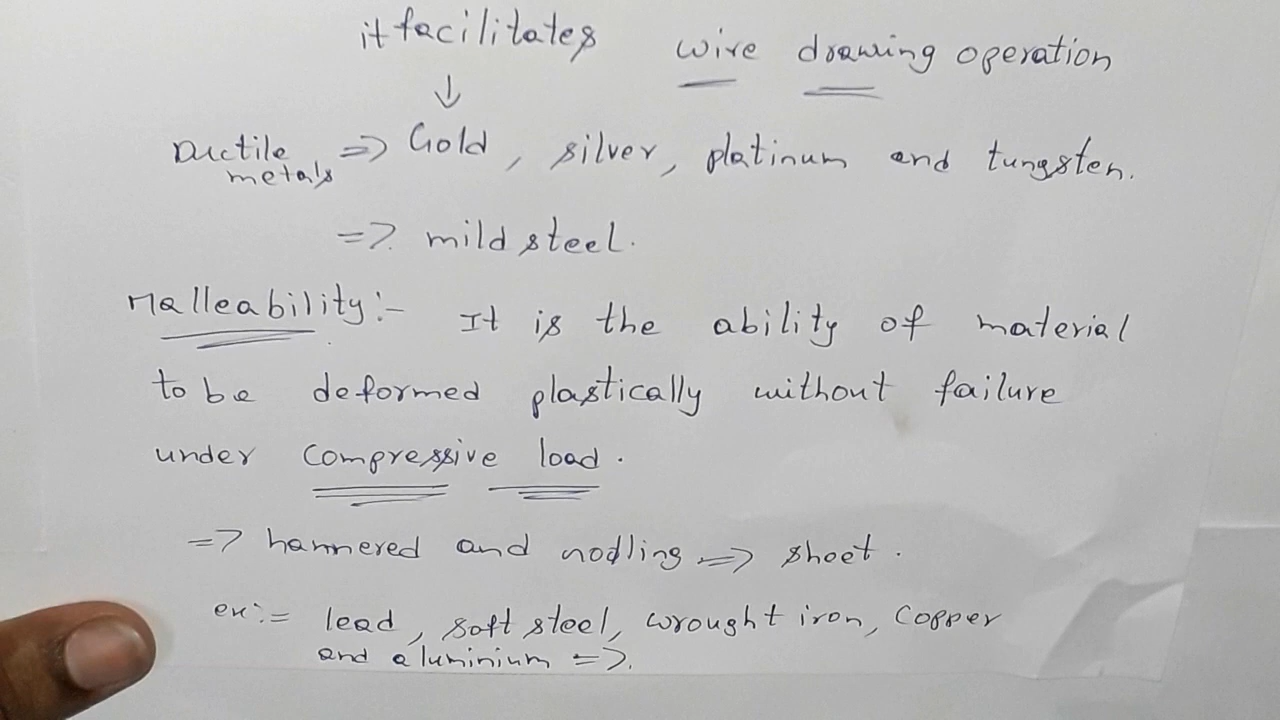 it facilitates wire drawing operation
↓
Ductile metals => Gold, silver, platinum and tungsten.
=> mild steel.
Malleability:- It is the ability of material
to be deformed plastically without failure
under compressive load.
=> hammered and rolling => sheet.
ex:= lead, soft steel, wrought iron, copper
and aluminium =>.